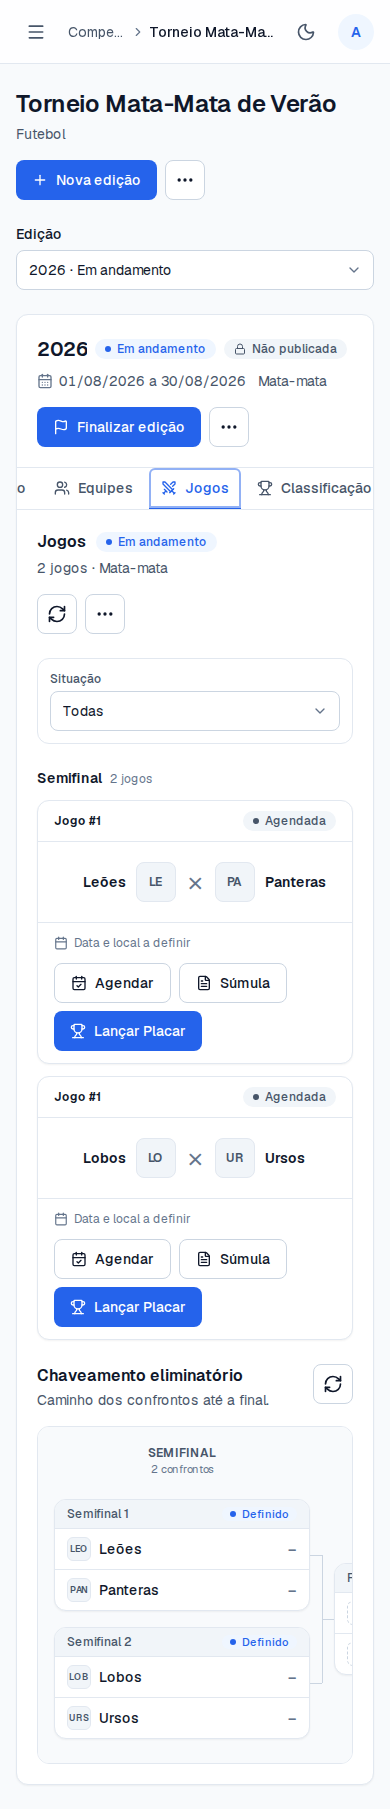 Compe... > Torneio Mata-Ma... A
Torneio Mata-Mata de Verão
Futebol
+ Nova edição ...
Edição
2026 · Em andamento
2026 Em andamento Não publicada
01/08/2026 a 30/08/2026 Mata-mata
Finalizar edição ...
o Equipes Jogos Classificação
Jogos Em andamento
2 jogos · Mata-mata
...
Situação
Todas
Semifinal 2 jogos
Jogo #1 Agendada
Leões LE × PA Panteras
Data e local a definir
Agendar Súmula
Lançar Placar
Jogo #1 Agendada
Lobos LO × UR Ursos
Data e local a definir
Agendar Súmula
Lançar Placar
Chaveamento eliminatório
Caminho dos confrontos até a final.
SEMIFINAL
2 confrontos
Semifinal 1 Definido
LEO Leões –
PAN Panteras –
Semifinal 2 Definido
LOB Lobos –
URS Ursos –